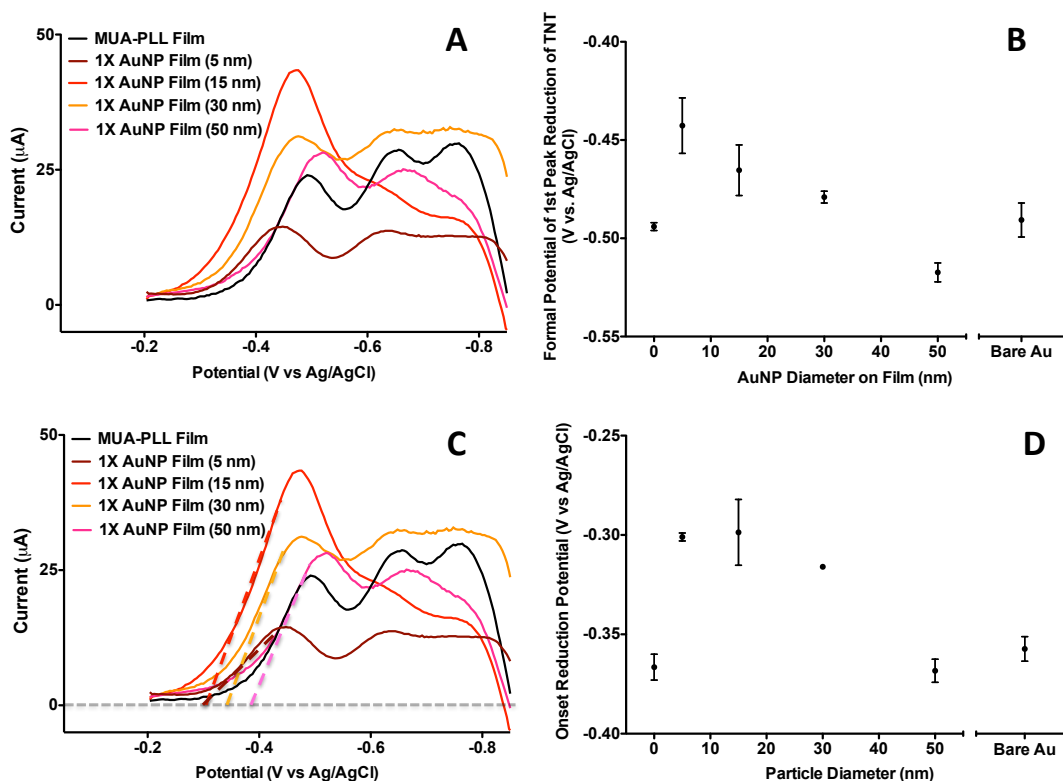 A
MUA-PLL Film
1X AuNP Film (5 nm)
1X AuNP Film (15 nm)
1X AuNP Film (30 nm)
1X AuNP Film (50 nm)
50
25
0
Current (μA)
-0.2
-0.4
-0.6
-0.8
Potential (V vs Ag/AgCl)
B
-0.40
-0.45
-0.50
-0.55
Formal Potential of 1st Peak Reduction of TNT
(V vs. Ag/AgCl)
0
10
20
30
40
50
Bare Au
AuNP Diameter on Film (nm)
C
MUA-PLL Film
1X AuNP Film (5 nm)
1X AuNP Film (15 nm)
1X AuNP Film (30 nm)
1X AuNP Film (50 nm)
50
25
0
Current (μA)
-0.2
-0.4
-0.6
-0.8
Potential (V vs Ag/AgCl)
D
-0.25
-0.30
-0.35
-0.40
Onset Reduction Potential (V vs Ag/AgCl)
0
10
20
30
40
50
Bare Au
Particle Diameter (nm)